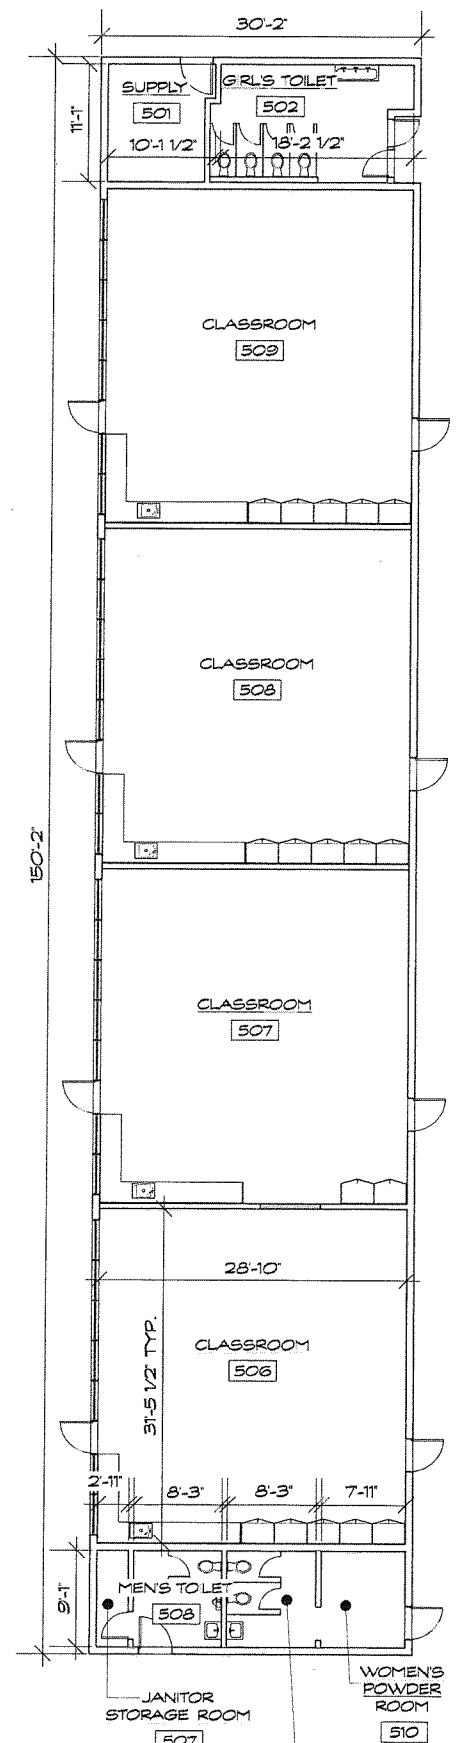 30'-2"
SUPPLY
501
GIRL'S TOILET
502
11'-1"
10'-1 1/2"
18'-2 1/2"
CLASSROOM
509
CLASSROOM
508
150'-2"
CLASSROOM
507
28'-10"
CLASSROOM
506
31'-5 1/2" TYP.
2'-11"
8'-3"
8'-3"
7'-11"
9'-1"
MEN'S TOILET
508
JANITOR
STORAGE ROOM
507
WOMEN'S
POWDER
ROOM
510